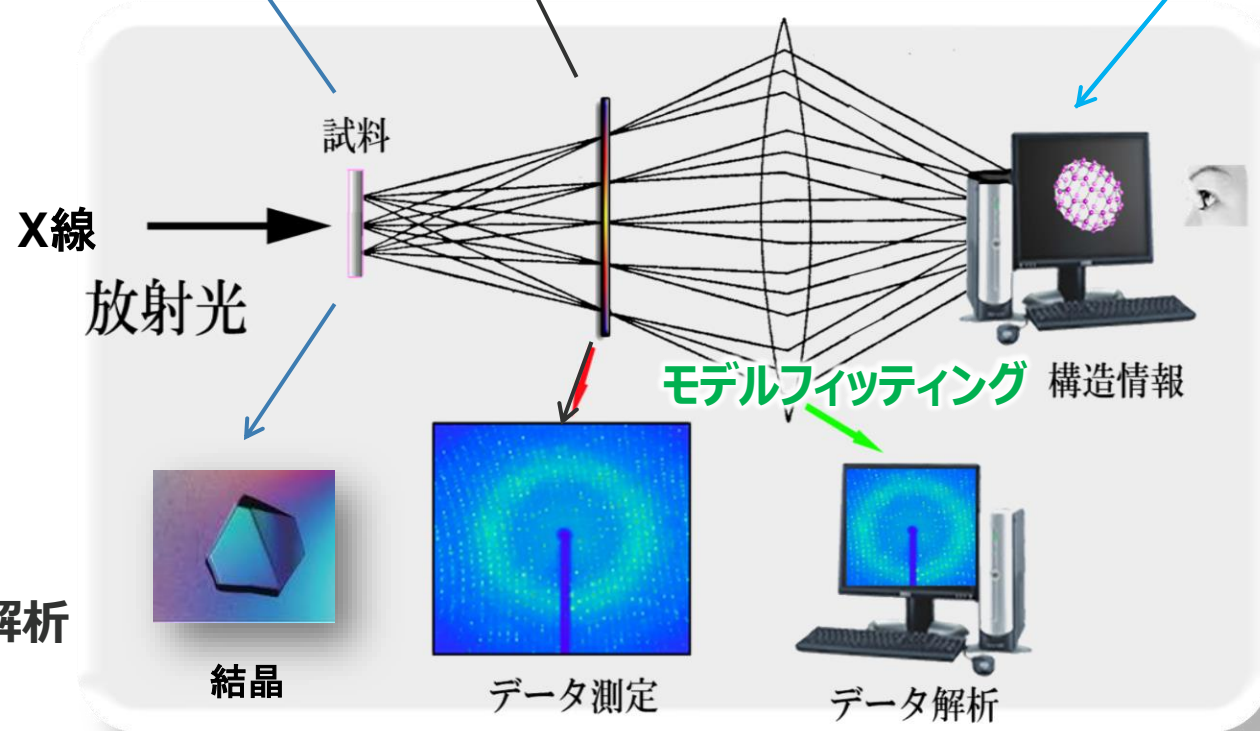 試料
X線
放射光
モデルフィッティング
構造情報
解析
結晶
データ測定
データ解析